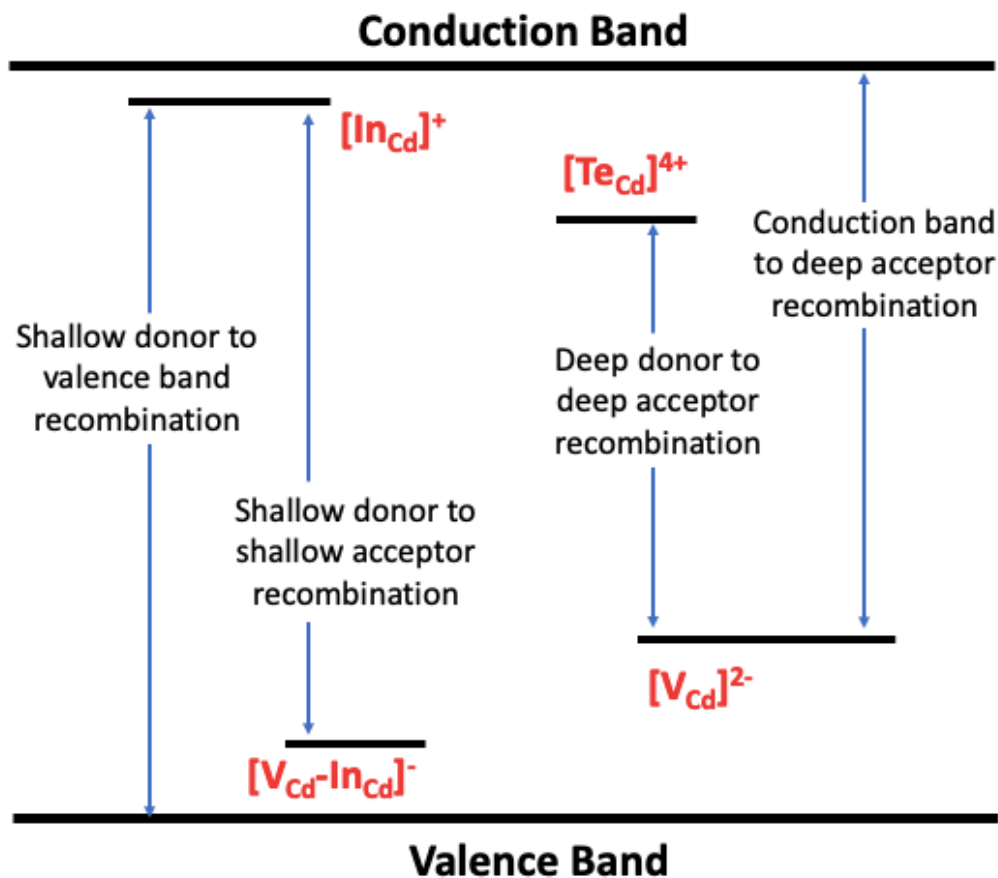 Conduction Band
[In_Cd]⁺
[Te_Cd]⁴⁺
Conduction band
to deep acceptor
recombination
Shallow donor to
valence band
recombination
Deep donor to
deep acceptor
recombination
Shallow donor to
shallow acceptor
recombination
[V_Cd]²⁻
[V_Cd-In_Cd]⁻
Valence Band